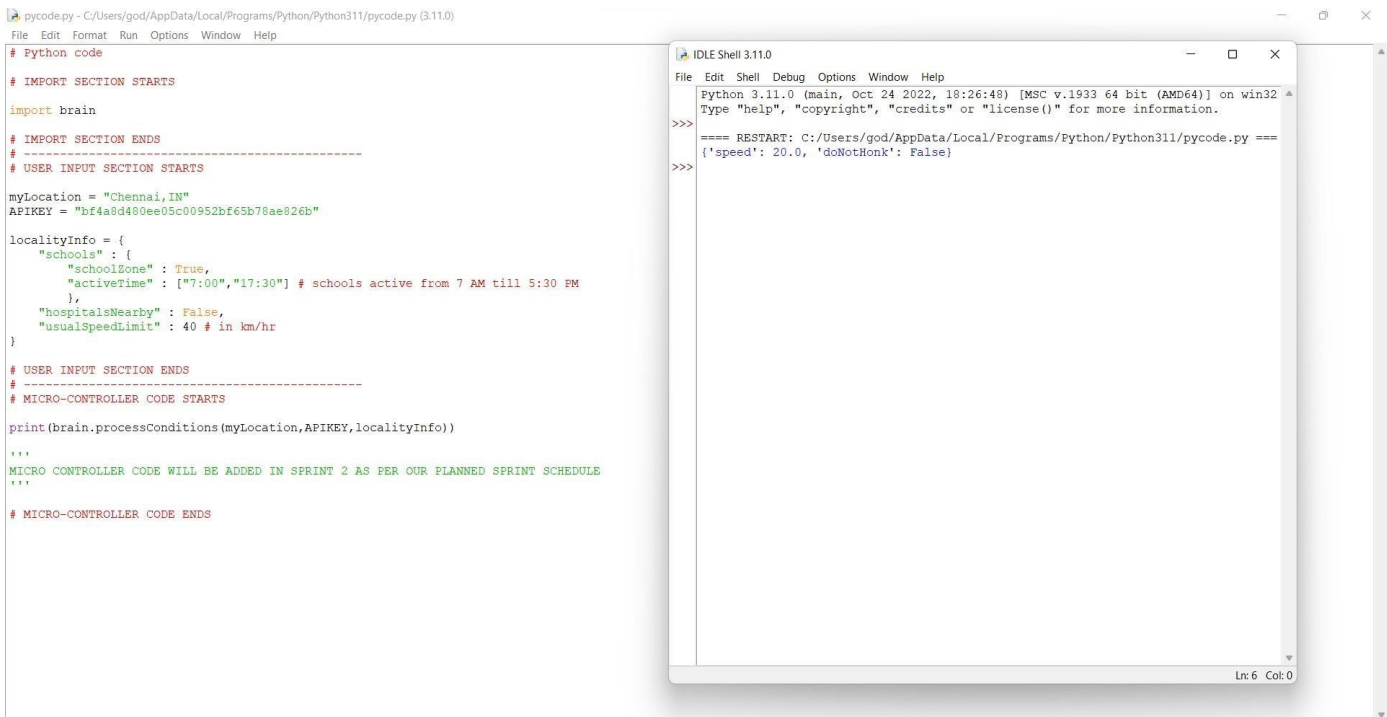 pycode.py - C:/Users/god/AppData/Local/Programs/Python/Python311/pycode.py (3.11.0)
File Edit Format Run Options Window Help
# Python code

# IMPORT SECTION STARTS

import brain

# IMPORT SECTION ENDS
# -----------------------------------------------
# USER INPUT SECTION STARTS

myLocation = "Chennai,IN"
APIKEY = "bf4a8d480ee05c00952bf65b78ae826b"

localityInfo = {
    "schools" : {
        "schoolZone" : True,
        "activeTime" : ["7:00","17:30"] # schools active from 7 AM till 5:30 PM
        },
    "hospitalsNearby" : False,
    "usualSpeedLimit" : 40 # in km/hr
}

# USER INPUT SECTION ENDS
# -----------------------------------------------
# MICRO-CONTROLLER CODE STARTS

print(brain.processConditions(myLocation,APIKEY,localityInfo))

'''
MICRO CONTROLLER CODE WILL BE ADDED IN SPRINT 2 AS PER OUR PLANNED SPRINT SCHEDULE
'''

# MICRO-CONTROLLER CODE ENDS

IDLE Shell 3.11.0
File Edit Shell Debug Options Window Help
Python 3.11.0 (main, Oct 24 2022, 18:26:48) [MSC v.1933 64 bit (AMD64)] on win32
Type "help", "copyright", "credits" or "license()" for more information.
>>>
==== RESTART: C:/Users/god/AppData/Local/Programs/Python/Python311/pycode.py ===
{'speed': 20.0, 'doNotHonk': False}
>>>
Ln: 6 Col: 0